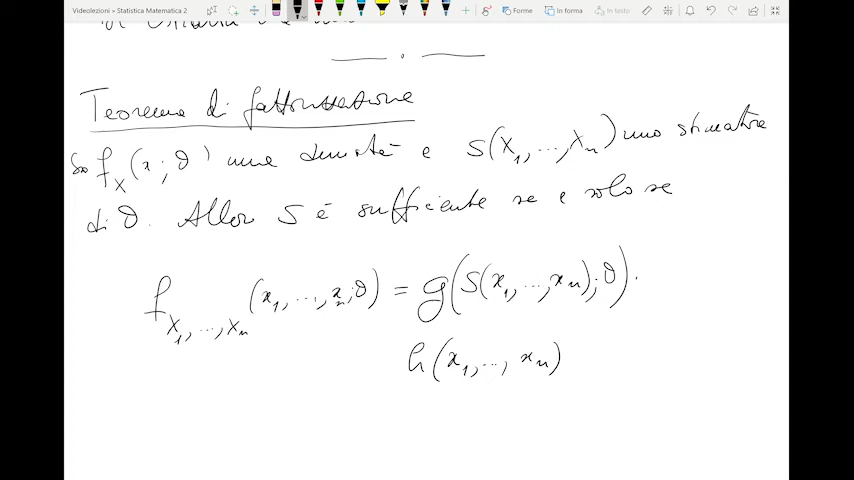 Videolezioni > Statistica Matematica 2
Forme
In forma
In testo
Teorema di fattorizzazione
Sia f_X(x;θ) una densità e S(X_1,...,X_n) uno stimatore
di θ. Allora S è sufficiente se e solo se
f_{X_1,...,X_n}(x_1,...,x_n;θ) = g(S(x_1,...,x_n);θ)·
h(x_1,...,x_n)